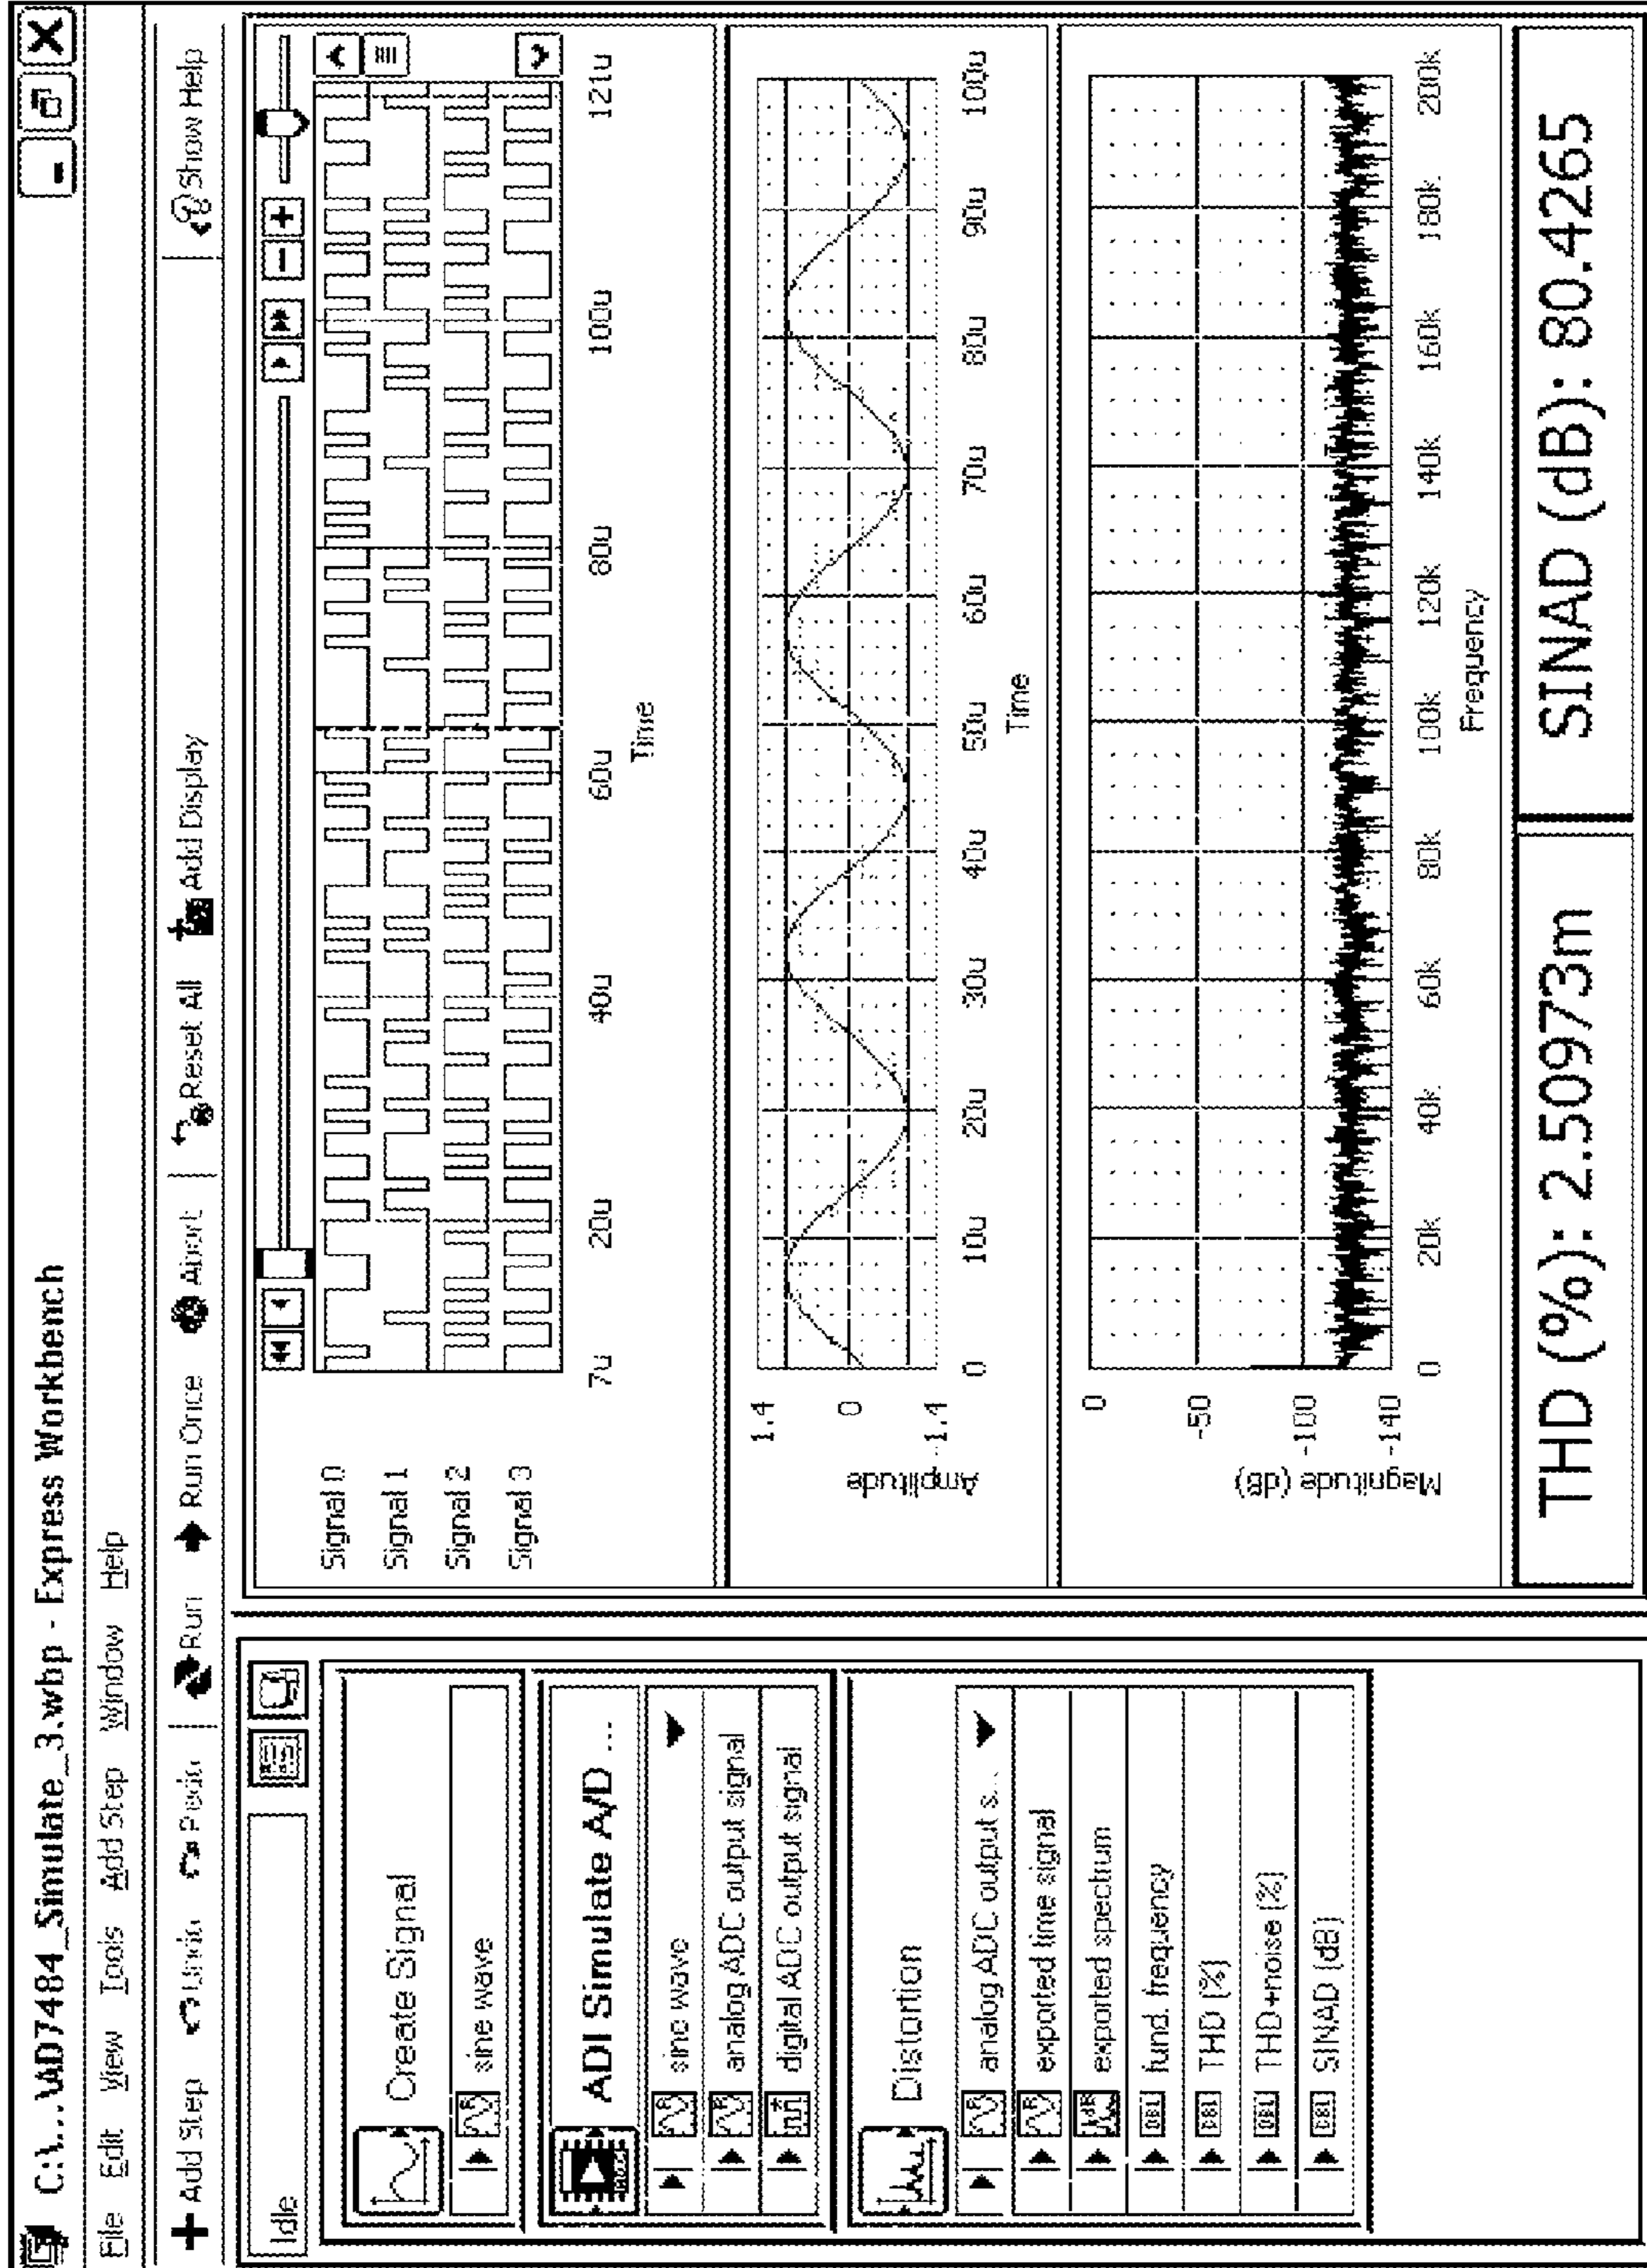 C:\...\AD7484_Simulate_3.wbp - Express Workbench
File Edit View Tools Add Step Window Help
Add Step Undo Redo Run Run Once Abort Reset All Add Display Show Help
Idle
Create Signal
sine wave
ADI Simulate A/D ...
sine wave
analog ADC output signal
digital ADC output signal
Distortion
analog ADC output s...
exported time signal
exported spectrum
fund. frequency
THD (%)
THD+noise (%)
SINAD (dB)
Signal 0
Signal 1
Signal 2
Signal 3
7u 20u 40u 60u 80u 100u 121u
Time
Amplitude
1.4
0
-1.4
0 10u 20u 30u 40u 50u 60u 70u 80u 90u 100u
Time
Magnitude (dB)
0
-50
-100
-140
0 20k 40k 60k 80k 100k 120k 140k 160k 180k 200k
Frequency
THD (%): 2.50973m
SINAD (dB): 80.4265